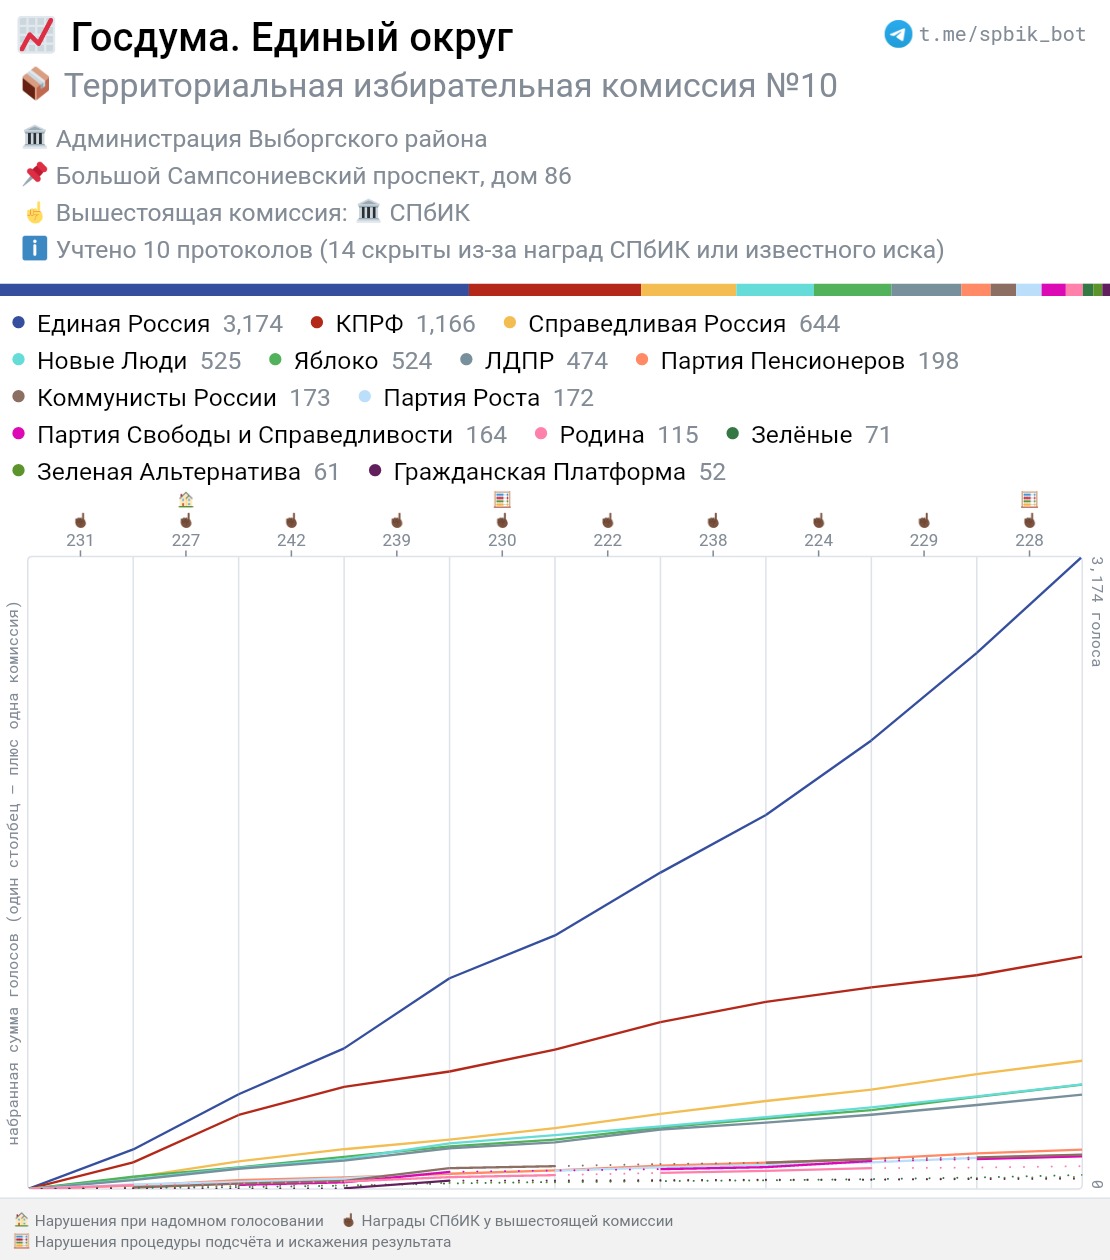 Госдума. Единый округ
t.me/spbik_bot
Территориальная избирательная комиссия №10
Администрация Выборгского района
Большой Сампсониевский проспект, дом 86
Вышестоящая комиссия: СПбИК
Учтено 10 протоколов (14 скрыты из-за наград СПбИК или известного иска)
Единая Россия 3,174 КПРФ 1,166 Справедливая Россия 644
Новые Люди 525 Яблоко 524 ЛДПР 474 Партия Пенсионеров 198
Коммунисты России 173 Партия Роста 172
Партия Свободы и Справедливости 164 Родина 115 Зелёные 71
Зеленая Альтернатива 61 Гражданская Платформа 52
231 227 242 239 230 222 238 224 229 228
набранная сумма голосов (один столбец – плюс одна комиссия)
3,174 голоса
0
Нарушения при надомном голосовании Награды СПбИК у вышестоящей комиссии
Нарушения процедуры подсчёта и искажения результата